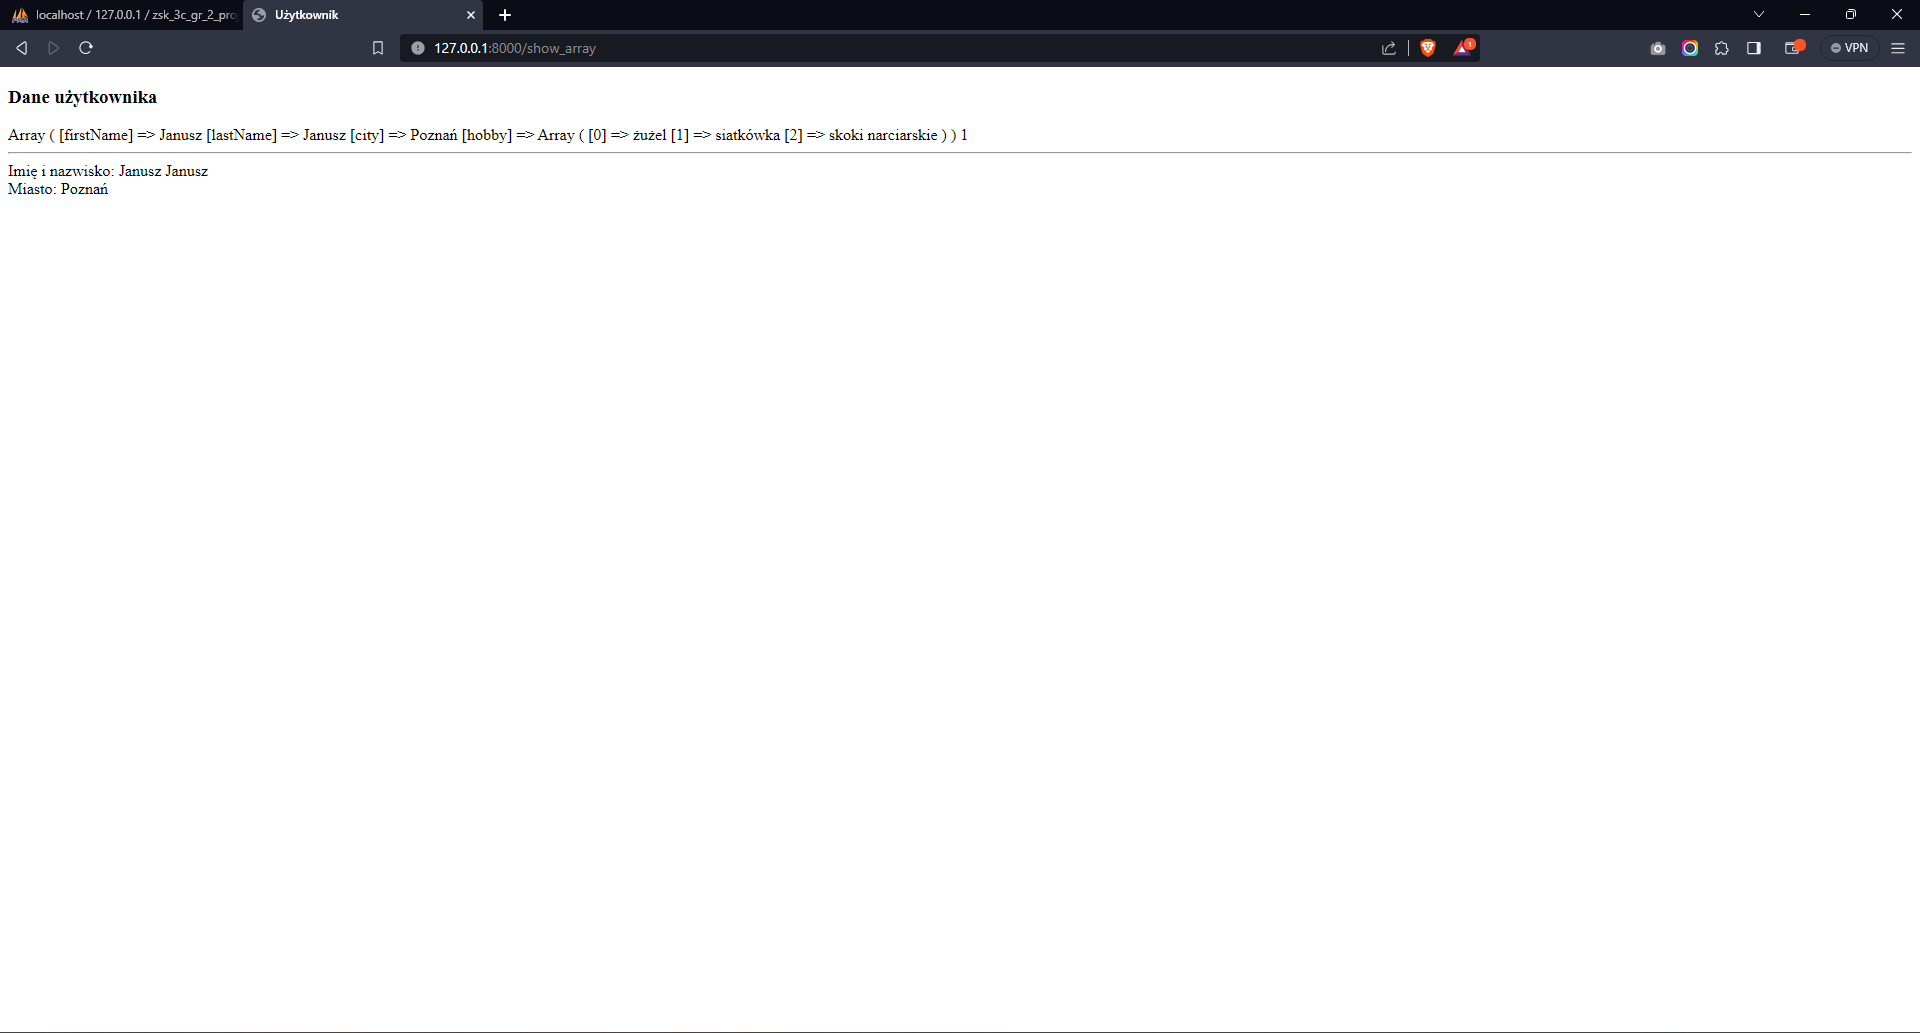 localhost / 127.0.0.1 / zsk_3c_gr_2_pro
Użytkownik
127.0.0.1:8000/show_array
1
VPN
Dane użytkownika
Array ( [firstName] => Janusz [lastName] => Janusz [city] => Poznań [hobby] => Array ( [0] => żużel [1] => siatkówka [2] => skoki narciarskie ) ) 1
Imię i nazwisko: Janusz Janusz
Miasto: Poznań